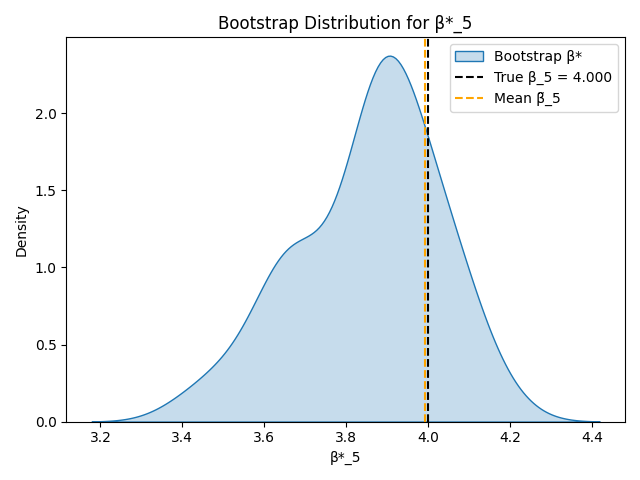 Bootstrap Distribution for β*_5
Bootstrap β*
True β_5 = 4.000
Mean β̂_5
Density
2.0
1.5
1.0
0.5
0.0
3.2 3.4 3.6 3.8 4.0 4.2 4.4
β*_5